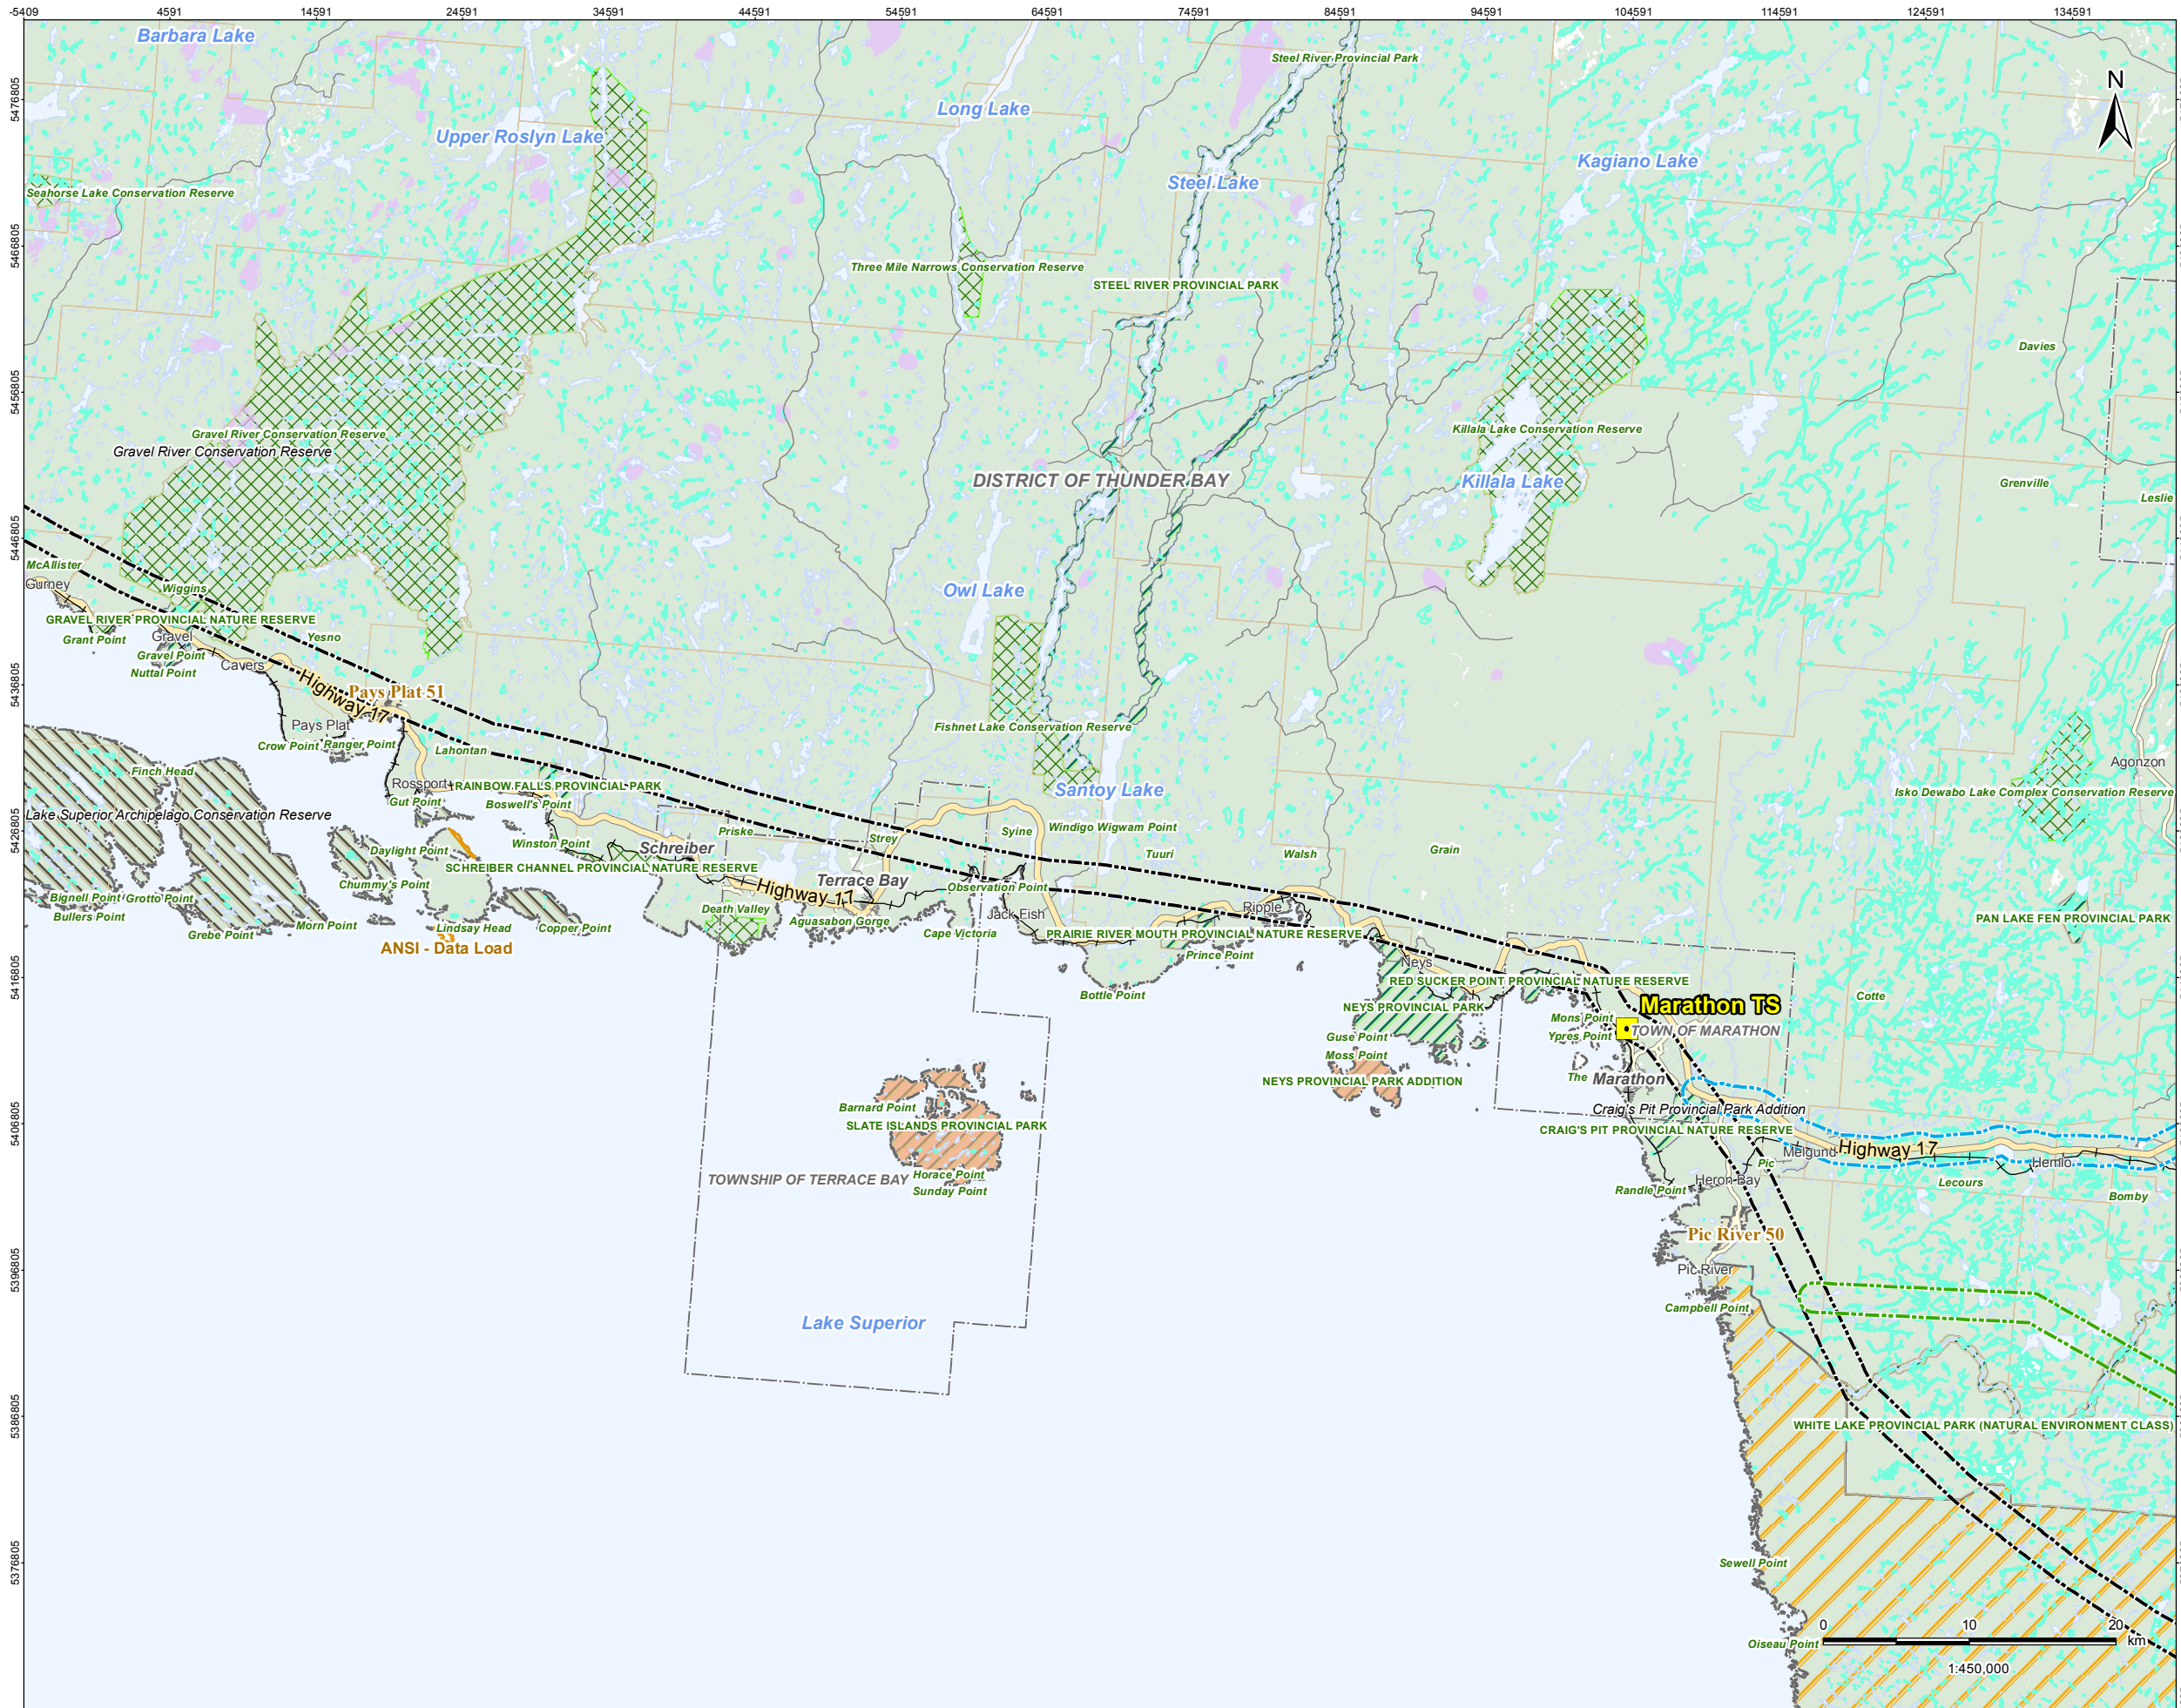 -5409 4591 14591 24591 34591 44591 54591 64591 74591 84591 94591 104591 114591 124591 134591
Barbara Lake
Steel River Provincial Park
N
5476805
Long Lake
Upper Roslyn Lake
Kagiano Lake
Steel Lake
Seahorse Lake Conservation Reserve
5466805
Three Mile Narrows Conservation Reserve
STEEL RIVER PROVINCIAL PARK
Davies
5456805
Gravel River Conservation Reserve
Killala Lake Conservation Reserve
Gravel River Conservation Reserve
DISTRICT OF THUNDER BAY
Killala Lake
Grenville
Leslie
5446805
McAllister
Gurney
Wiggins
Owl Lake
GRAVEL RIVER PROVINCIAL NATURE RESERVE
Grant Point
Gravel
Yesno
Gravel Point
Cavers
Nuttal Point
5436805
Highway 17
Pays Plat 51
Pays Plat
Fishnet Lake Conservation Reserve
Crow Point
Ranger Point
Lahontan
Agonzon
Finch Head
Rossport
RAINBOW FALLS PROVINCIAL PARK
Santoy Lake
Isko Dewabo Lake Complex Conservation Reserve
Gut Point
Boswell's Point
Lake Superior Archipelago Conservation Reserve
5426805
Priske
Strey
Syine
Windigo Wigwam Point
Winston Point
Schreiber
Daylight Point
Tuuri
Walsh
Grain
SCHREIBER CHANNEL PROVINCIAL NATURE RESERVE
Chummy's Point
Terrace Bay
Highway 17
Observation Point
Bignell Point
Grotto Point
Death Valley
Ripple
Bullers Point
Jack Fish
PAN LAKE FEN PROVINCIAL PARK
Morn Point
Lindsay Head
Copper Point
Aguasabon Gorge
Grebe Point
Cape Victoria
PRAIRIE RIVER MOUTH PROVINCIAL NATURE RESERVE
ANSI - Data Load
Prince Point
Neys
5416805
RED SUCKER POINT PROVINCIAL NATURE RESERVE
Bottle Point
Cotte
NEYS PROVINCIAL PARK
Marathon TS
Mons Point
TOWN OF MARATHON
Guse Point
Ypres Point
Moss Point
The
Marathon
NEYS PROVINCIAL PARK ADDITION
Barnard Point
Craig's Pit Provincial Park Addition
5406805
SLATE ISLANDS PROVINCIAL PARK
CRAIG'S PIT PROVINCIAL NATURE RESERVE
Highway 17
Melgund
Pic
Hemlo
Horace Point
TOWNSHIP OF TERRACE BAY
Heron Bay
Lecours
Sunday Point
Randle Point
Bomby
Pic River 50
5396805
Pic River
Campbell Point
Lake Superior
5386805
WHITE LAKE PROVINCIAL PARK (NATURAL ENVIRONMENT CLASS)
5376805
Sewell Point
0 10 20
km
Oiseau Point
1:450,000